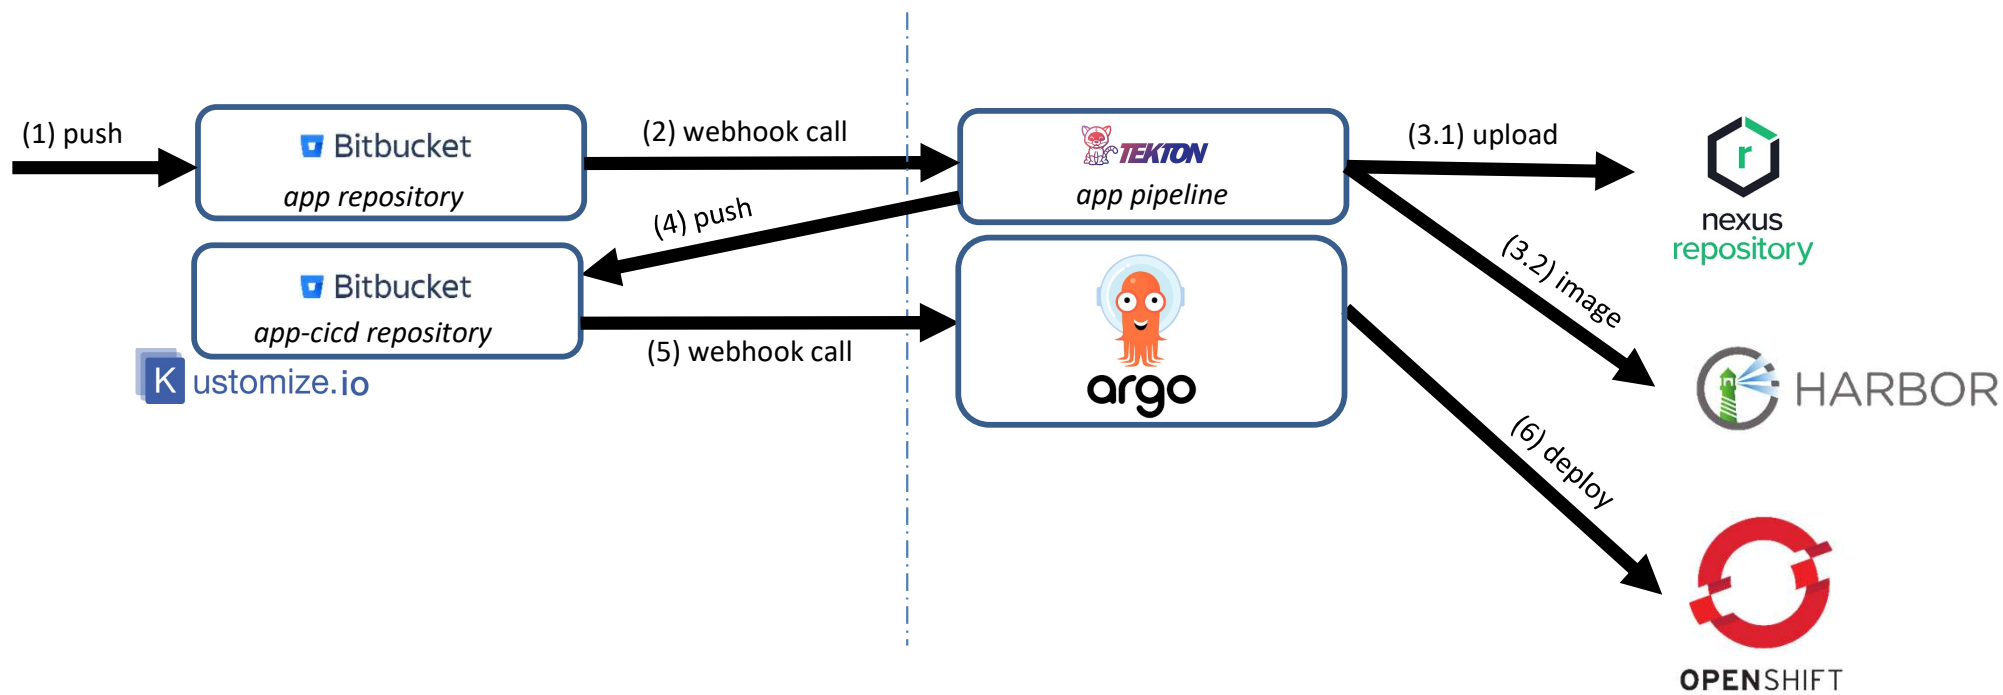 (1) push
Bitbucket
app repository
(2) webhook call
TEKTON
app pipeline
(3.1) upload
r
nexus
repository
(4) push
(3.2) image
Bitbucket
app-cicd repository
Kustomize.io
(5) webhook call
argo
HARBOR
(6) deploy
OPENSHIFT